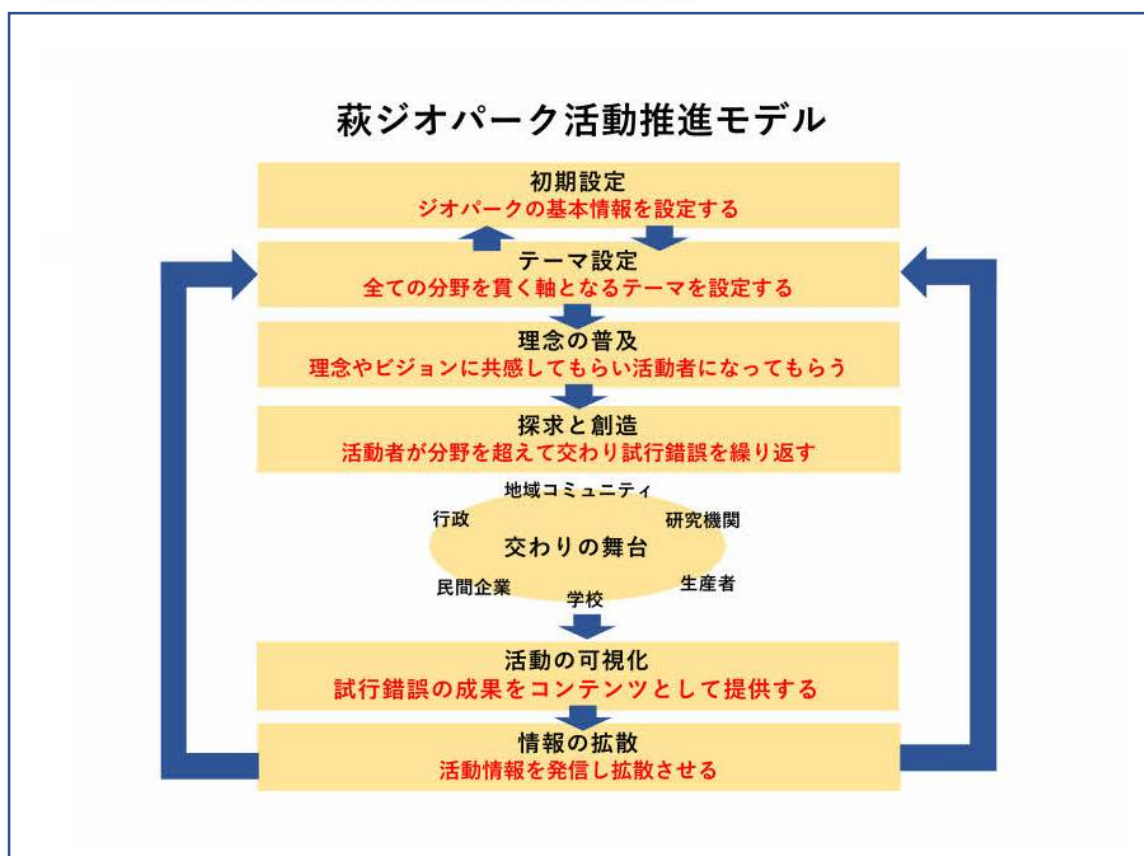 萩ジオパーク活動推進モデル
初期設定
ジオパークの基本情報を設定する
テーマ設定
全ての分野を貫く軸となるテーマを設定する
理念の普及
理念やビジョンに共感してもらい活動者になってもらう
探求と創造
活動者が分野を超えて交わり試行錯誤を繰り返す
地域コミュニティ
行政
研究機関
交わりの舞台
民間企業
生産者
学校
活動の可視化
試行錯誤の成果をコンテンツとして提供する
情報の拡散
活動情報を発信し拡散させる